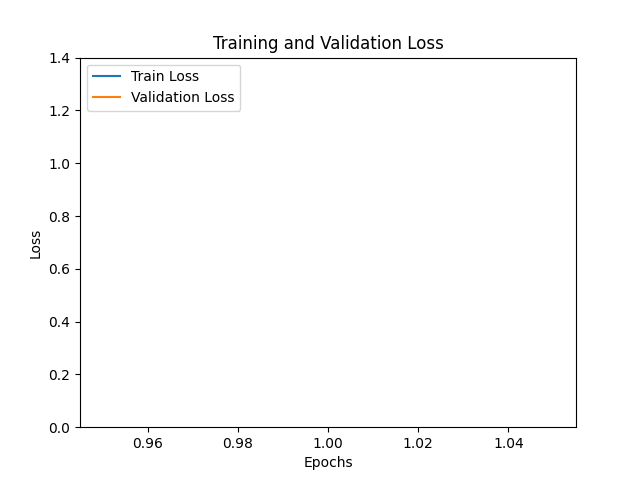 Training and Validation Loss
Train Loss
Validation Loss
1.4
1.2
1.0
0.8
0.6
0.4
0.2
0.0
Loss
0.96 0.98 1.00 1.02 1.04
Epochs